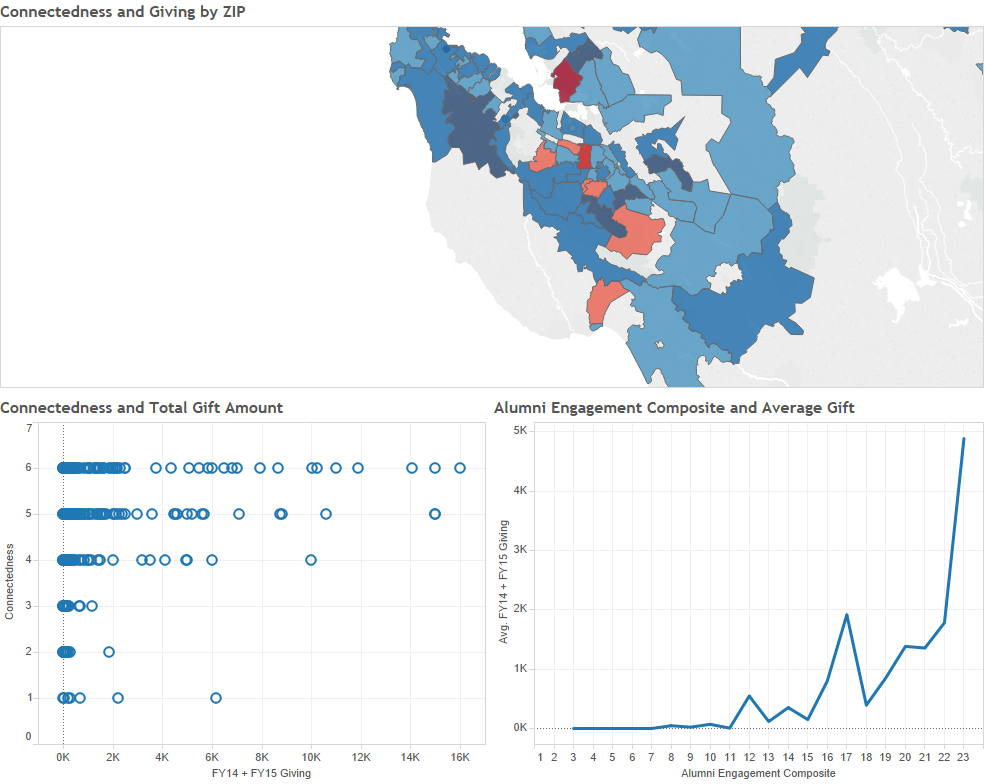 Connectedness and Giving by ZIP
Connectedness and Total Gift Amount
7
6
5
4
3
2
1
0
Connectedness
0K 2K 4K 6K 8K 10K 12K 14K 16K
FY14 + FY15 Giving
Alumni Engagement Composite and Average Gift
5K
4K
3K
2K
1K
0K
Avg. FY14 + FY15 Giving
1 2 3 4 5 6 7 8 9 10 11 12 13 14 15 16 17 18 19 20 21 22 23
Alumni Engagement Composite